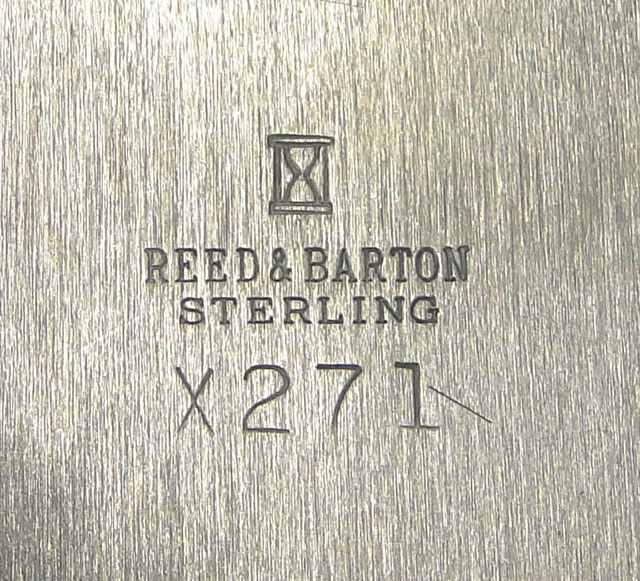 REED & BARTON
STERLING
X271